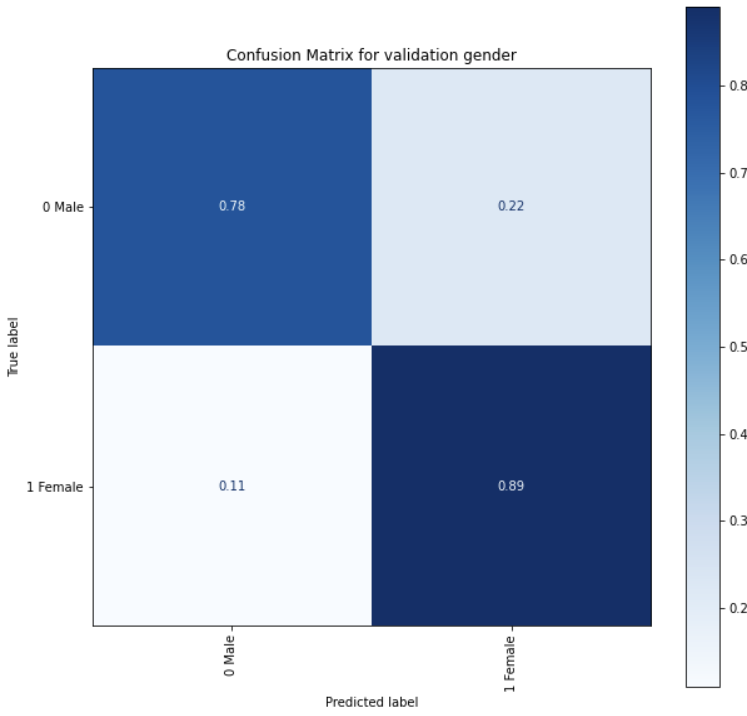 Confusion Matrix for validation gender
0 Male
0.78
0.22
1 Female
0.11
0.89
True label
0 Male
1 Female
Predicted label
0.8
0.7
0.6
0.5
0.4
0.3
0.2